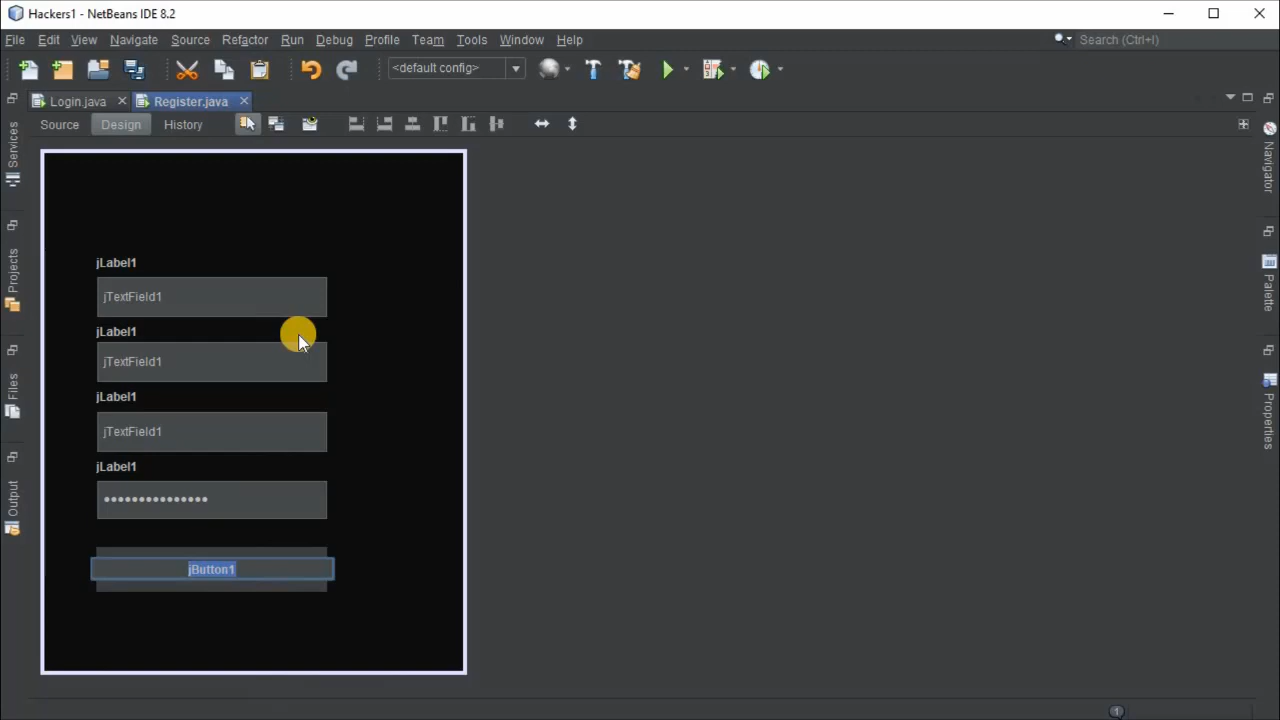 Hackers1 - NetBeans IDE 8.2
File Edit View Navigate Source Refactor Run Debug Profile Team Tools Window Help
Search (Ctrl+I)
<default config>
Login.java Register.java
Source Design History
Services
Projects
Files
Output
jLabel1
jTextField1
jLabel1
jTextField1
jLabel1
jTextField1
jLabel1
jButton1
Navigator
Palette
Properties
1